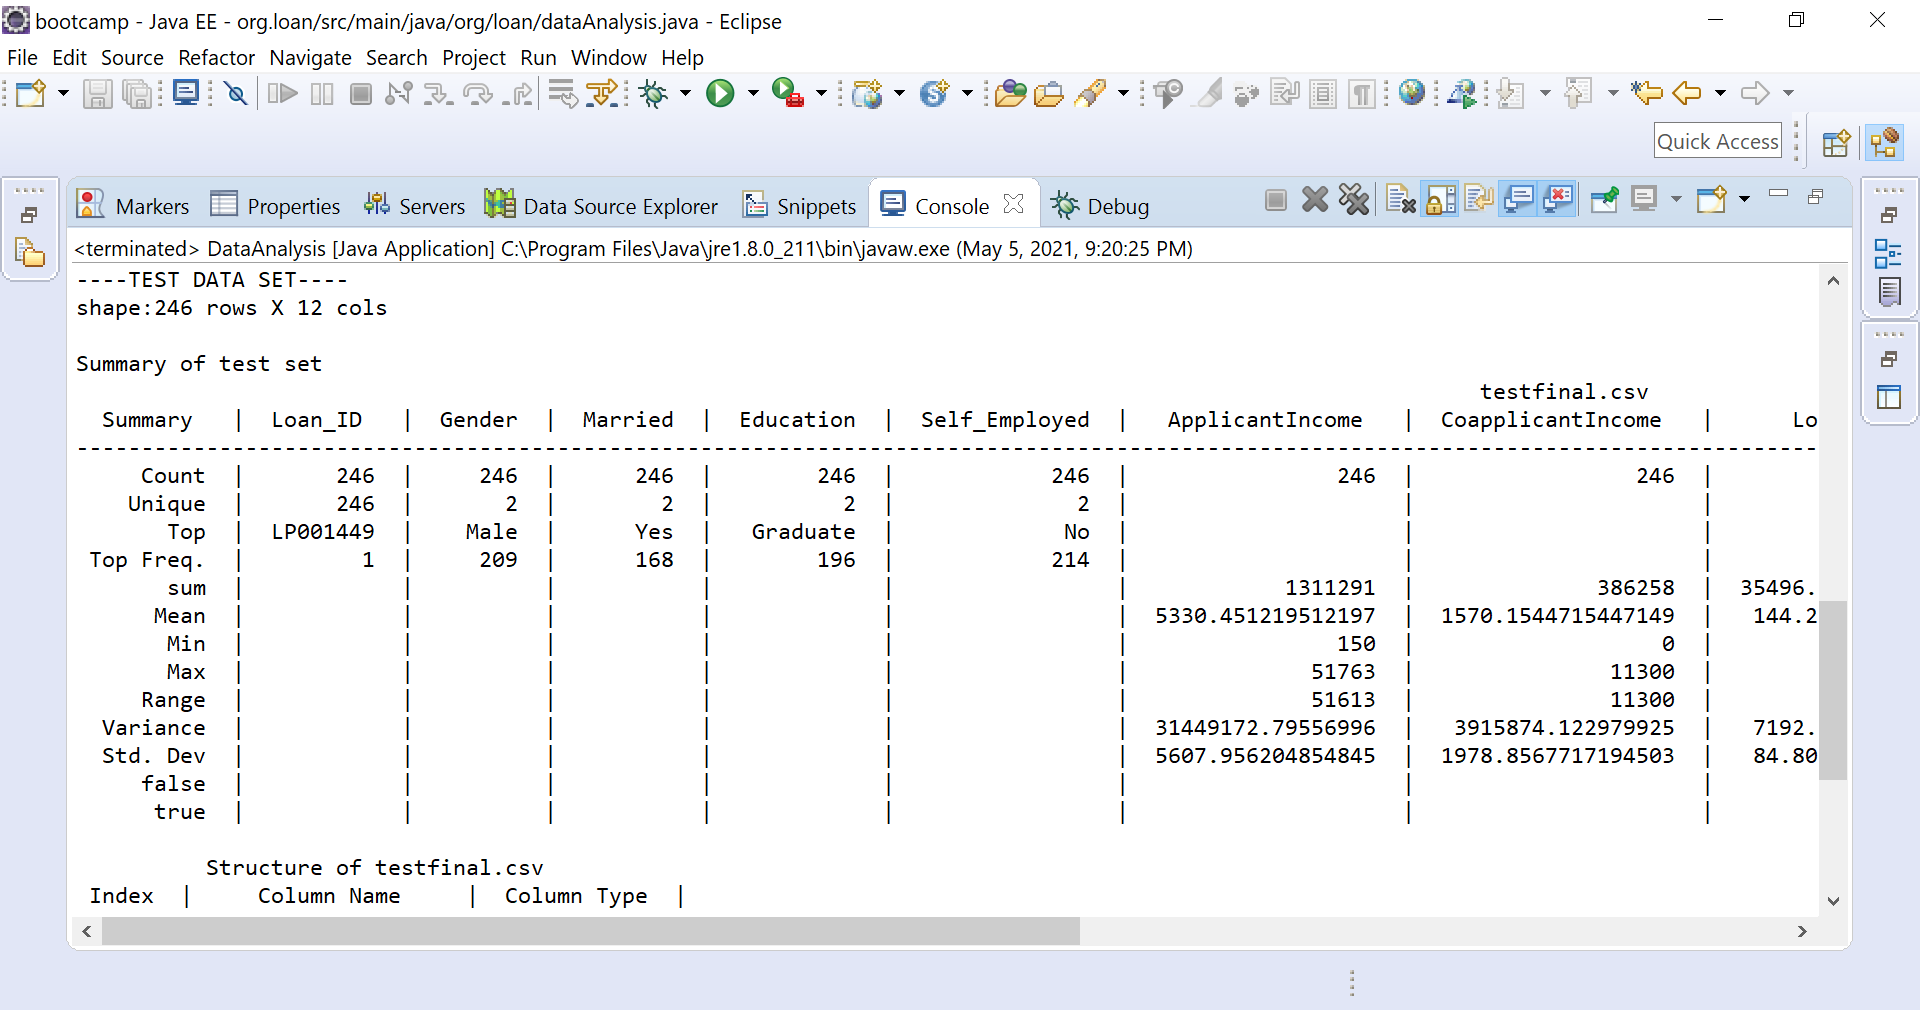 bootcamp - Java EE - org.loan/src/main/java/org/loan/dataAnalysis.java - Eclipse
File Edit Source Refactor Navigate Search Project Run Window Help
Quick Access
Markers Properties Servers Data Source Explorer Snippets Console Debug
<terminated> DataAnalysis [Java Application] C:\Program Files\Java\jre1.8.0_211\bin\javaw.exe (May 5, 2021, 9:20:25 PM)
----TEST DATA SET----
shape:246 rows X 12 cols
Summary of test set
testfinal.csv
Summary | Loan_ID | Gender | Married | Education | Self_Employed | ApplicantIncome | CoapplicantIncome | Lo
-----------------------------------------------------------------------------------------------------------------------------------------
Count | 246 | 246 | 246 | 246 | 246 | 246 | 246 |
Unique | 246 | 2 | 2 | 2 | 2 | | |
Top | LP001449 | Male | Yes | Graduate | No | | |
Top Freq. | 1 | 209 | 168 | 196 | 214 | | |
sum | | | | | | 1311291 | 386258 | 35496.
Mean | | | | | | 5330.451219512197 | 1570.1544715447149 | 144.2
Min | | | | | | 150 | 0 |
Max | | | | | | 51763 | 11300 |
Range | | | | | | 51613 | 11300 |
Variance | | | | | | 31449172.79556996 | 3915874.122979925 | 7192.
Std. Dev | | | | | | 5607.956204854845 | 1978.8567717194503 | 84.80
false | | | | | | | |
true | | | | | | | |
Structure of testfinal.csv
Index | Column Name | Column Type |